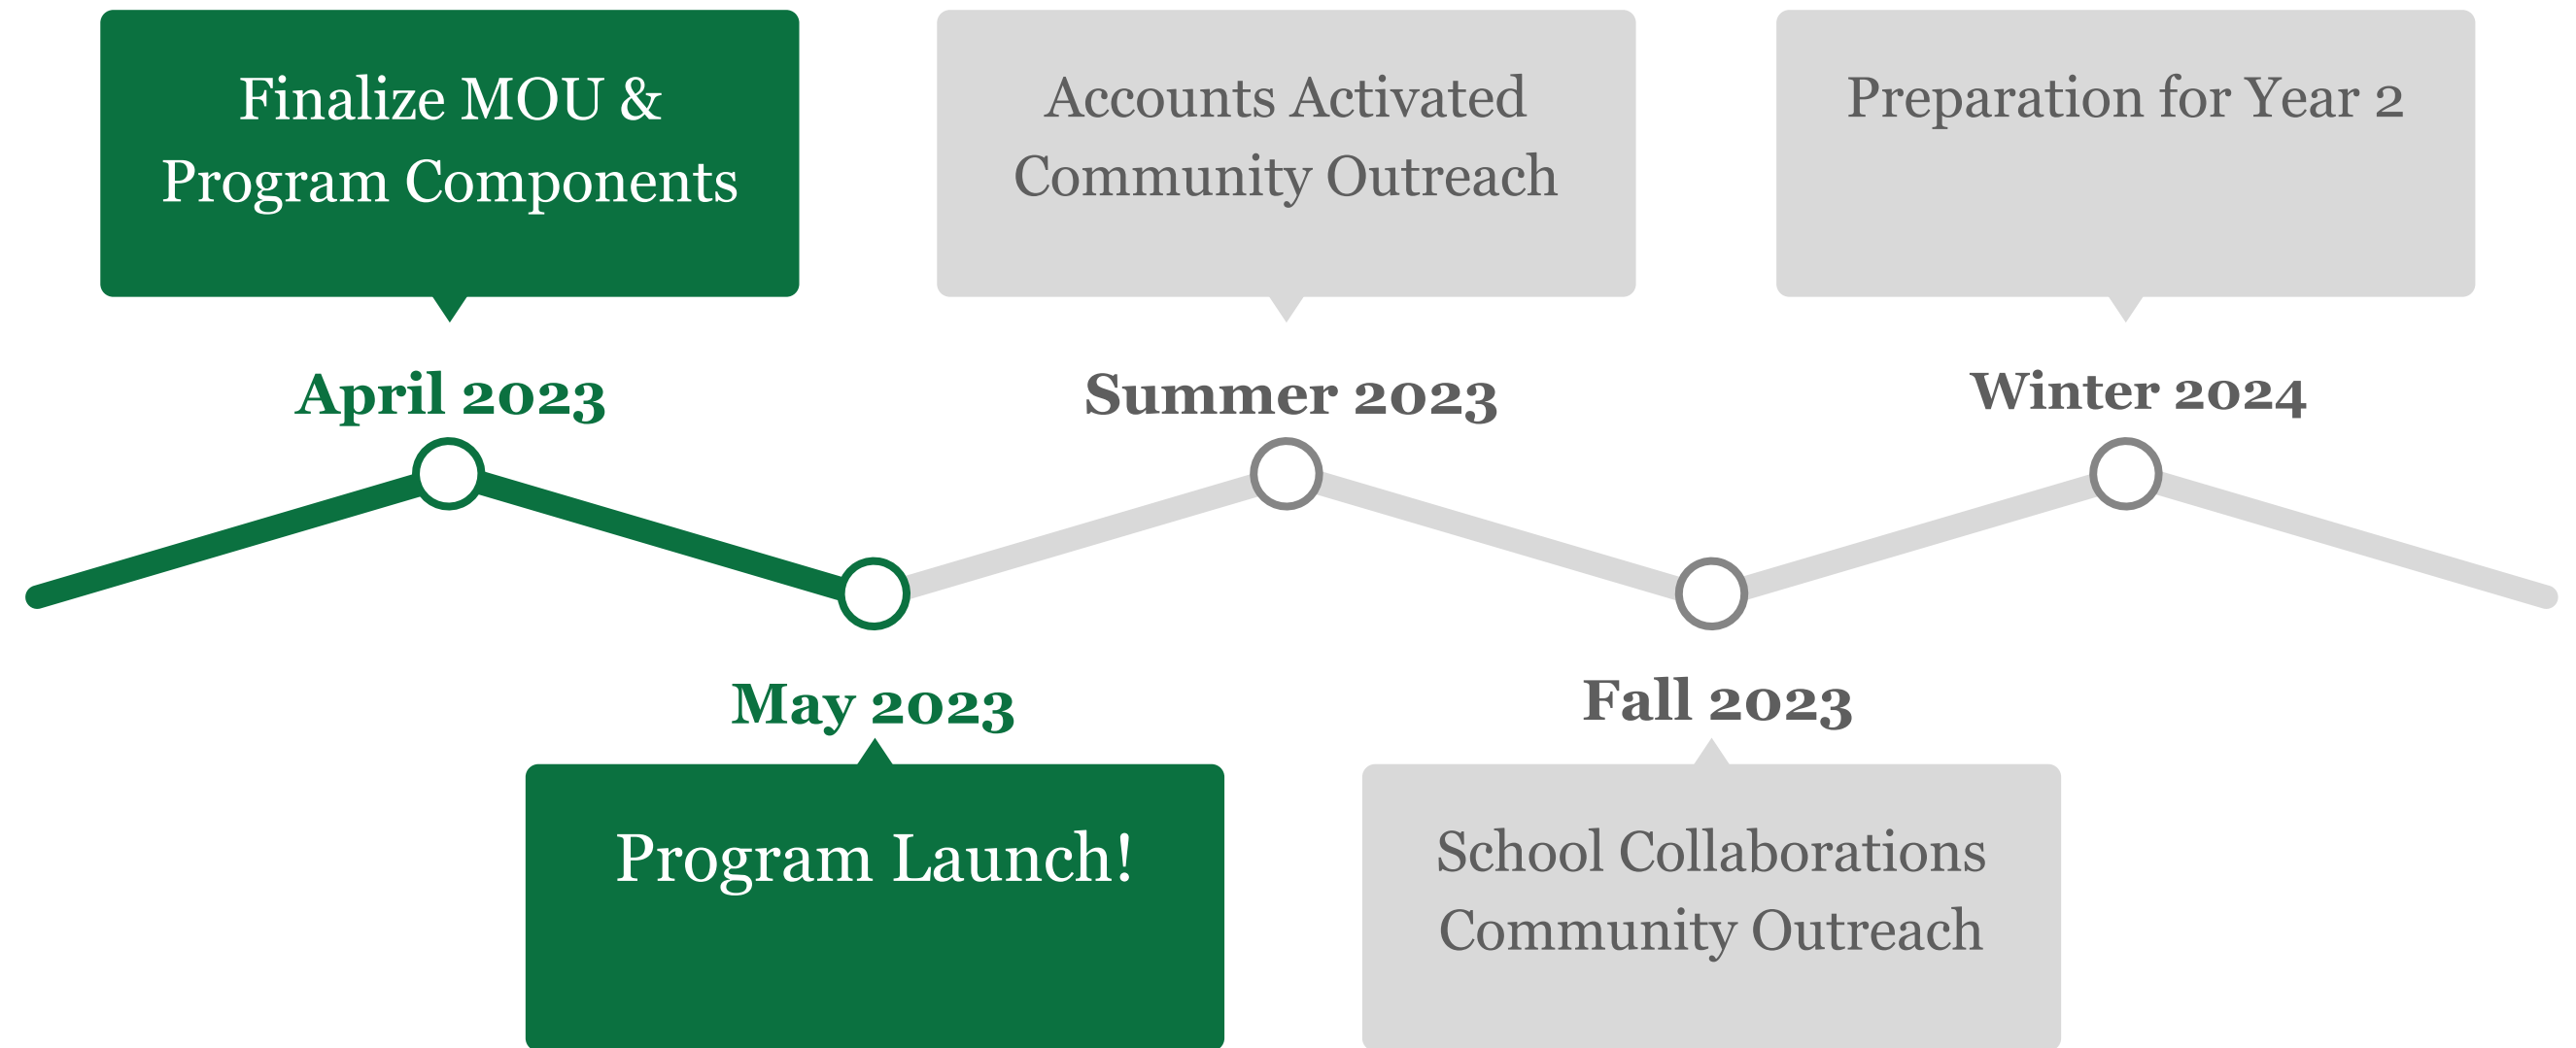 Finalize MOU &
Program Components
April 2023
May 2023
Program Launch!
Accounts Activated
Community Outreach
Summer 2023
Fall 2023
School Collaborations
Community Outreach
Preparation for Year 2
Winter 2024